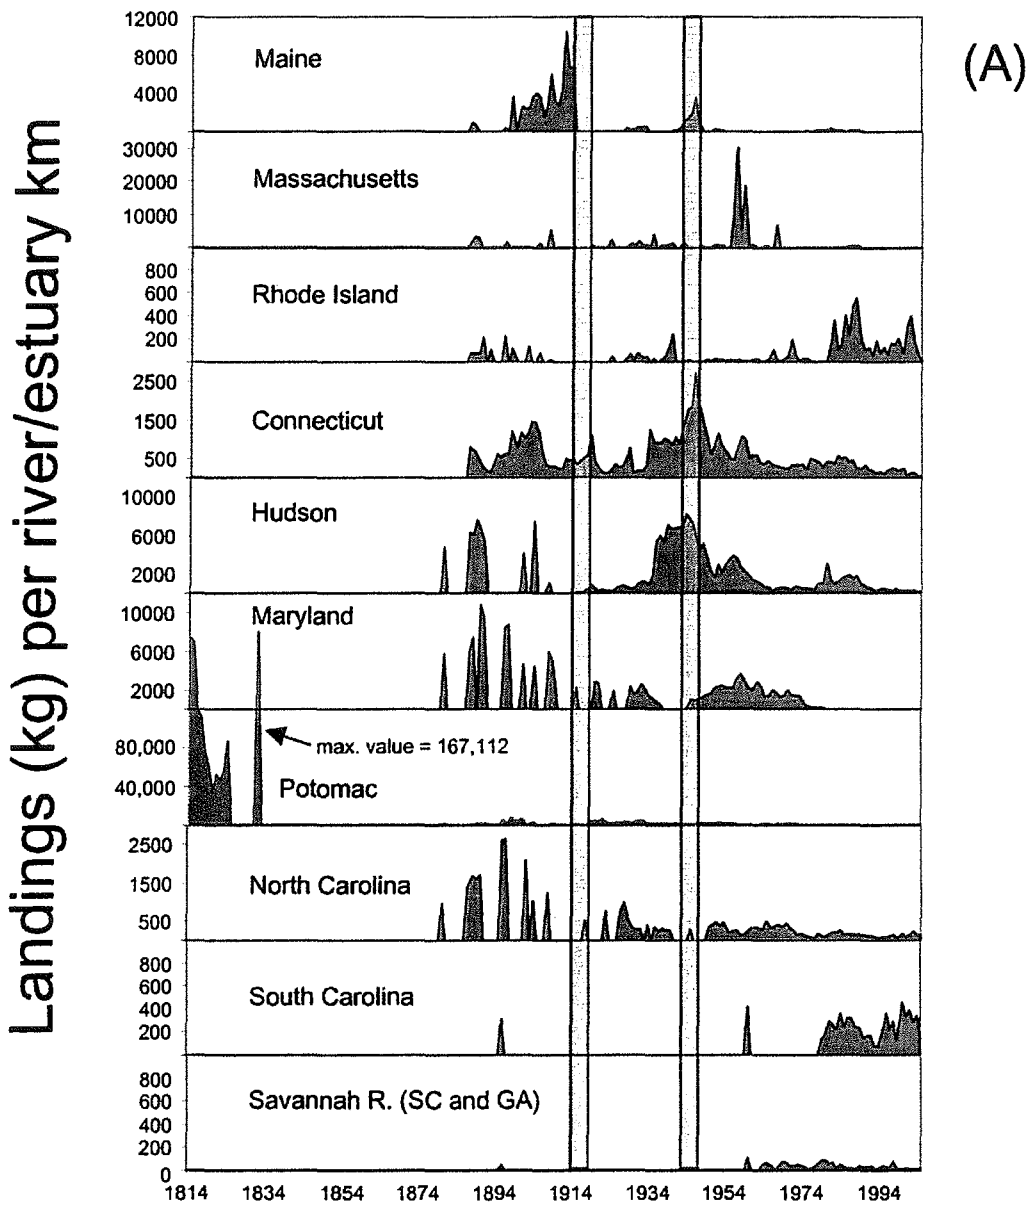 (A)
Landings (kg) per river/estuary km
12000
8000
4000
Maine
30000
20000
10000
Massachusetts
800
600
400
200
Rhode Island
2500
1500
500
Connecticut
10000
6000
2000
Hudson
10000
6000
2000
Maryland
80,000
40,000
max. value = 167,112
Potomac
2500
1500
500
North Carolina
800
600
400
200
South Carolina
800
600
400
200
0
Savannah R. (SC and GA)
1814 1834 1854 1874 1894 1914 1934 1954 1974 1994